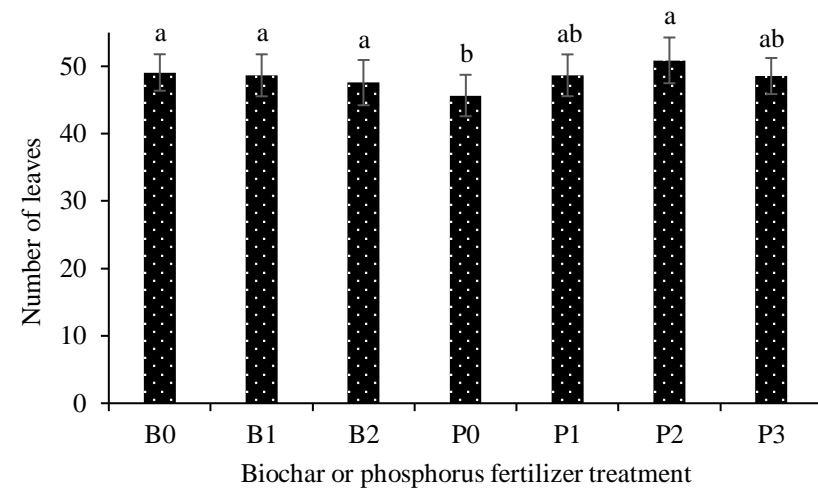 a a a b ab a ab
50
40
30
20
10
0
Number of leaves
B0 B1 B2 P0 P1 P2 P3
Biochar or phosphorus fertilizer treatment